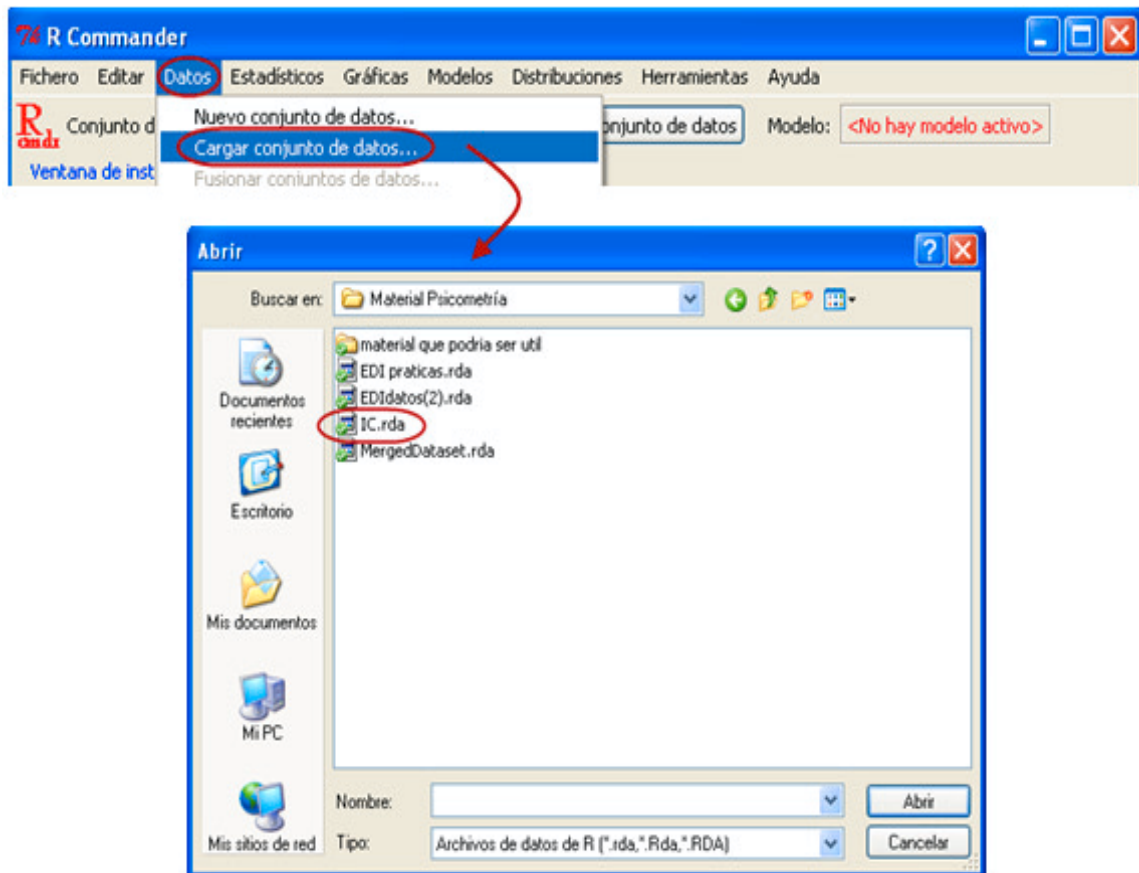 R Commander
Fichero Editar Datos Estadísticos Gráficas Modelos Distribuciones Herramientas Ayuda
R cmdr Conjunto d onjunto de datos Modelo: <No hay modelo activo>
Nuevo conjunto de datos...
Cargar conjunto de datos...
Ventana de inst
Fusionar conjuntos de datos...
Abrir
Buscar en: Material Psicometría
material que podria ser util
EDI praticas.rda
EDIdatos(2).rda
IC.rda
MergedDataset.rda
Documentos
recientes
Escritorio
Mis documentos
Mi PC
Mis sitios de red
Nombre:
Abrir
Tipo: Archivos de datos de R (*.rda,*.Rda,*.RDA)
Cancelar